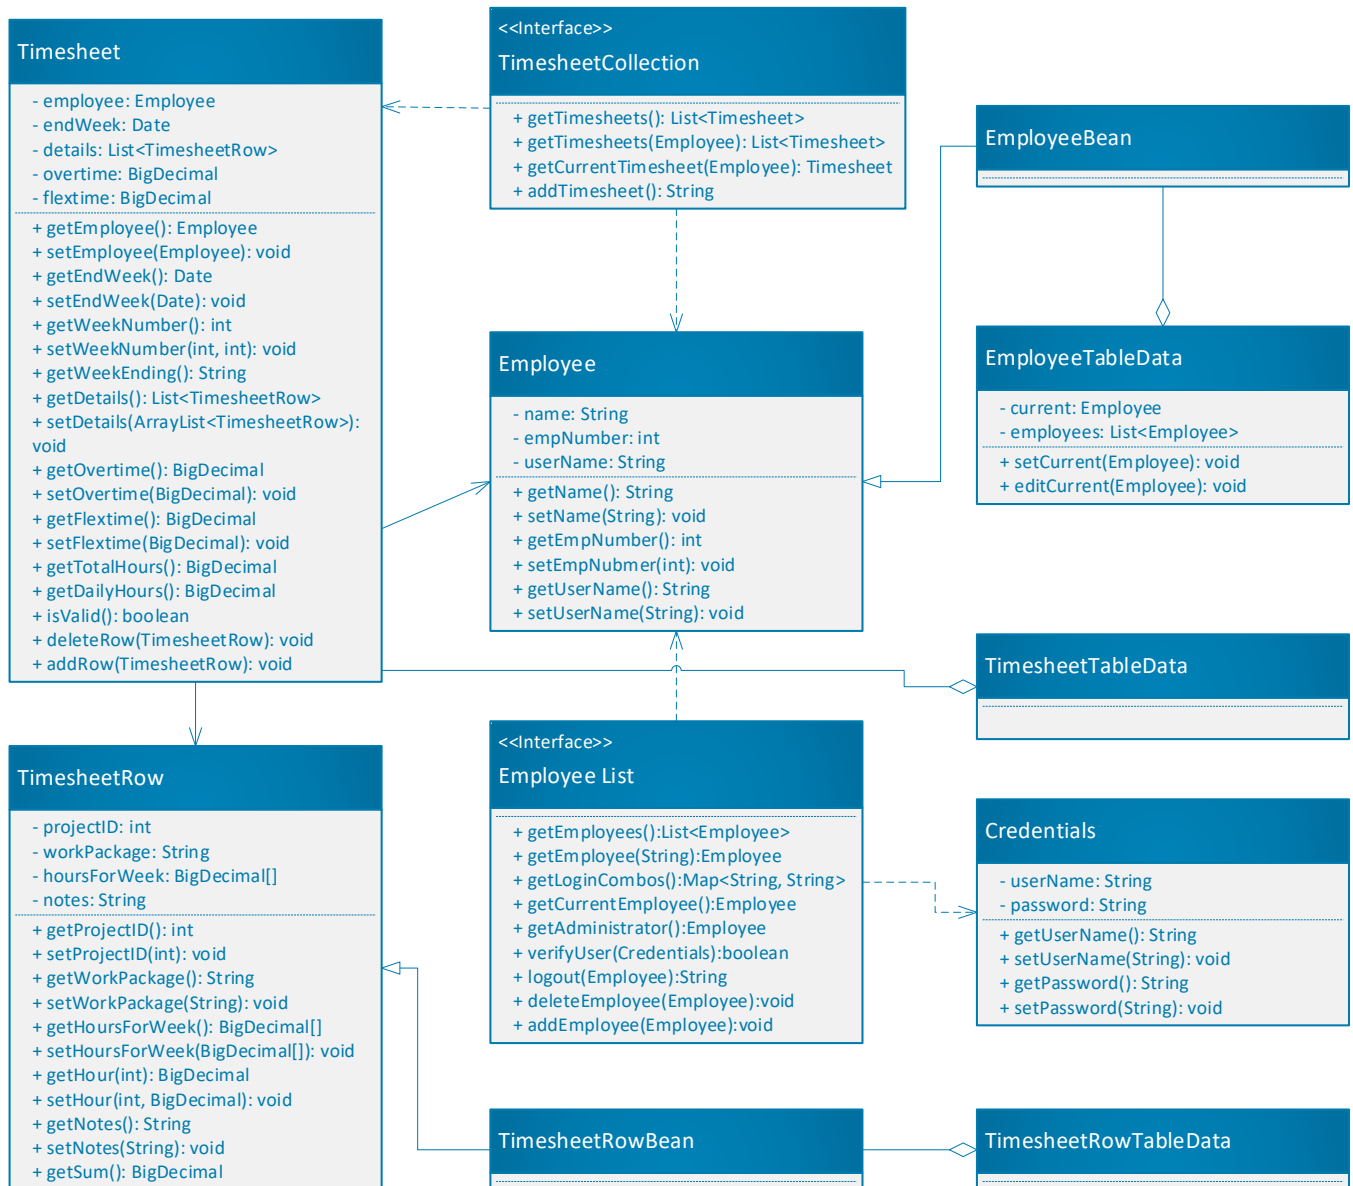 Timesheet
- employee: Employee
- endWeek: Date
- details: List<TimesheetRow>
- overtime: BigDecimal
- flextime: BigDecimal
+ getEmployee(): Employee
+ setEmployee(Employee): void
+ getEndWeek(): Date
+ setEndWeek(Date): void
+ getWeekNumber(): int
+ setWeekNumber(int, int): void
+ getWeekEnding(): String
+ getDetails(): List<TimesheetRow>
+ setDetails(ArrayList<TimesheetRow>):
void
+ getOvertime(): BigDecimal
+ setOvertime(BigDecimal): void
+ getFlextime(): BigDecimal
+ setFlextime(BigDecimal): void
+ getTotalHours(): BigDecimal
+ getDailyHours(): BigDecimal
+ isValid(): boolean
+ deleteRow(TimesheetRow): void
+ addRow(TimesheetRow): void
<<Interface>>
TimesheetCollection
+ getTimesheets(): List<Timesheet>
+ getTimesheets(Employee): List<Timesheet>
+ getCurrentTimesheet(Employee): Timesheet
+ addTimesheet(): String
EmployeeBean
Employee
- name: String
- empNumber: int
- userName: String
+ getName(): String
+ setName(String): void
+ getEmpNumber(): int
+ setEmpNubmer(int): void
+ getUserName(): String
+ setUserName(String): void
EmployeeTableData
- current: Employee
- employees: List<Employee>
+ setCurrent(Employee): void
+ editCurrent(Employee): void
TimesheetTableData
TimesheetRow
- projectID: int
- workPackage: String
- hoursForWeek: BigDecimal[]
- notes: String
+ getProjectID(): int
+ setProjectID(int): void
+ getWorkPackage(): String
+ setWorkPackage(String): void
+ getHoursForWeek(): BigDecimal[]
+ setHoursForWeek(BigDecimal[]): void
+ getHour(int): BigDecimal
+ setHour(int, BigDecimal): void
+ getNotes(): String
+ setNotes(String): void
+ getSum(): BigDecimal
<<Interface>>
Employee List
+ getEmployees():List<Employee>
+ getEmployee(String):Employee
+ getLoginCombos():Map<String, String>
+ getCurrentEmployee():Employee
+ getAdministrator():Employee
+ verifyUser(Credentials):boolean
+ logout(Employee):String
+ deleteEmployee(Employee):void
+ addEmployee(Employee):void
Credentials
- userName: String
- password: String
+ getUserName(): String
+ setUserName(String): void
+ getPassword(): String
+ setPassword(String): void
TimesheetRowBean
TimesheetRowTableData